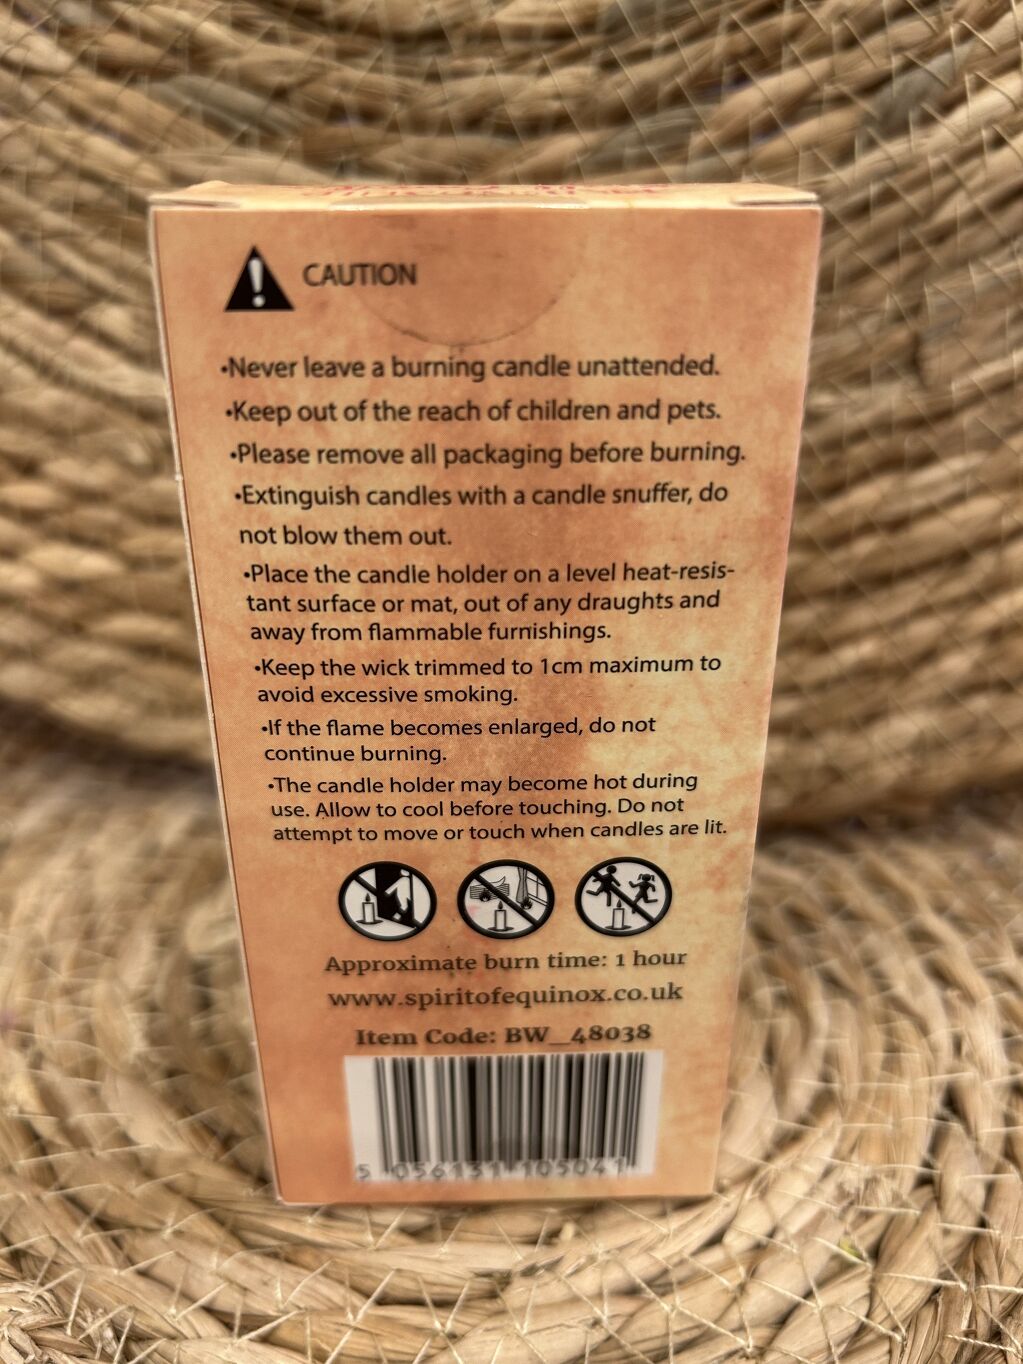 CAUTION
•Never leave a burning candle unattended.
•Keep out of the reach of children and pets.
•Please remove all packaging before burning.
•Extinguish candles with a candle snuffer, do
not blow them out.
•Place the candle holder on a level heat-resis-
tant surface or mat, out of any draughts and
away from flammable furnishings.
•Keep the wick trimmed to 1cm maximum to
avoid excessive smoking.
•If the flame becomes enlarged, do not
continue burning.
•The candle holder may become hot during
use. Allow to cool before touching. Do not
attempt to move or touch when candles are lit.
Approximate burn time: 1 hour
www.spiritofequinox.co.uk
Item Code: BW_48038
5 056131 105041